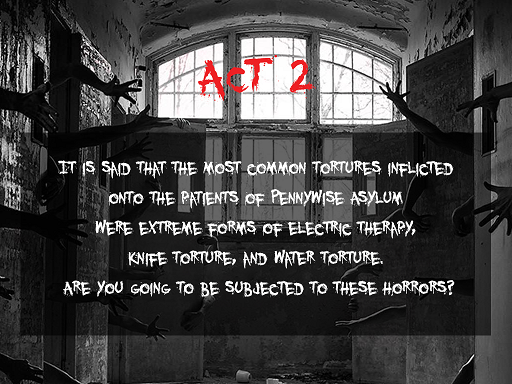 ACT 2
IT IS SAID THAT THE MOST COMMON TORTURES INFLICTED
ONTO THE PATIENTS OF PENNYWISE ASYLUM
WERE EXTREME FORMS OF ELECTRIC THERAPY,
KNIFE TORTURE, AND WATER TORTURE.
ARE YOU GOING TO BE SUBJECTED TO THESE HORRORS?